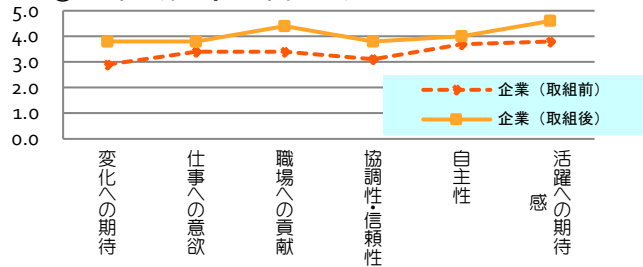 5.0
4.0
3.0
2.0
1.0
0.0
企業（取組前）
企業（取組後）
変化への期待
仕事への意欲
職場への貢献
協調性・信頼性
自主性
活躍への期待
感